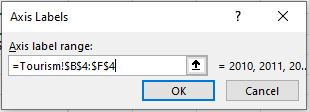 Axis Labels
Axis label range:
=Tourism!$B$4:$F$4 = 2010, 2011, 20...
OK Cancel